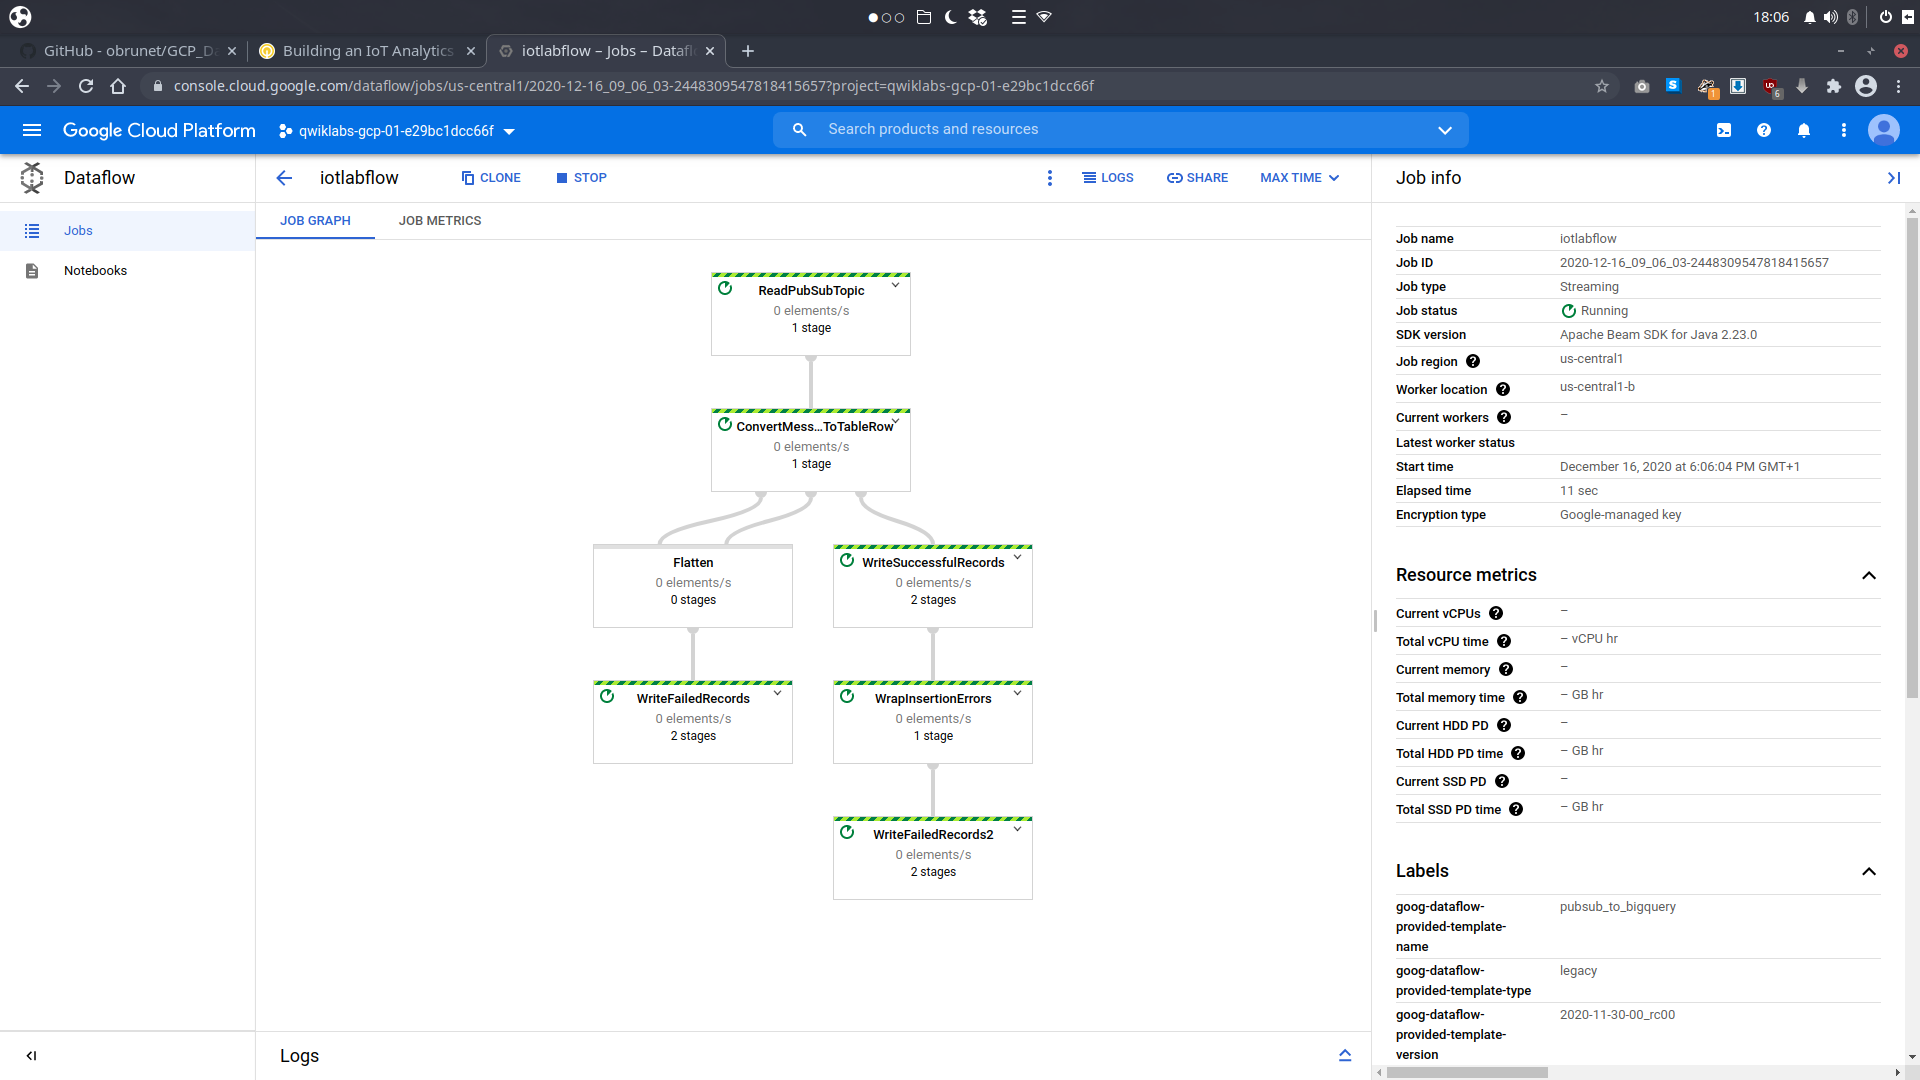 18:06
GitHub - obrunet/GCP_Da
Building an IoT Analytics
iotlabflow – Jobs – Datafl
console.cloud.google.com/dataflow/jobs/us-central1/2020-12-16_09_06_03-2448309547818415657?project=qwiklabs-gcp-01-e29bc1dcc66f
S
1
6
Google Cloud Platform
qwiklabs-gcp-01-e29bc1dcc66f
Search products and resources
Dataflow
Jobs
Notebooks
iotlabflow
CLONE
STOP
LOGS
SHARE
MAX TIME
JOB GRAPH
JOB METRICS
ReadPubSubTopic
0 elements/s
1 stage
ConvertMess...ToTableRow
0 elements/s
1 stage
Flatten
0 elements/s
0 stages
WriteSuccessfulRecords
0 elements/s
2 stages
WriteFailedRecords
0 elements/s
2 stages
WrapInsertionErrors
0 elements/s
1 stage
WriteFailedRecords2
0 elements/s
2 stages
Logs
Job info
Job name iotlabflow
Job ID 2020-12-16_09_06_03-2448309547818415657
Job type Streaming
Job status Running
SDK version Apache Beam SDK for Java 2.23.0
Job region us-central1
Worker location us-central1-b
Current workers –
Latest worker status
Start time December 16, 2020 at 6:06:04 PM GMT+1
Elapsed time 11 sec
Encryption type Google-managed key
Resource metrics
Current vCPUs –
Total vCPU time – vCPU hr
Current memory –
Total memory time – GB hr
Current HDD PD –
Total HDD PD time – GB hr
Current SSD PD –
Total SSD PD time – GB hr
Labels
goog-dataflow- pubsub_to_bigquery
provided-template-
name
goog-dataflow- legacy
provided-template-type
goog-dataflow- 2020-11-30-00_rc00
provided-template-
version